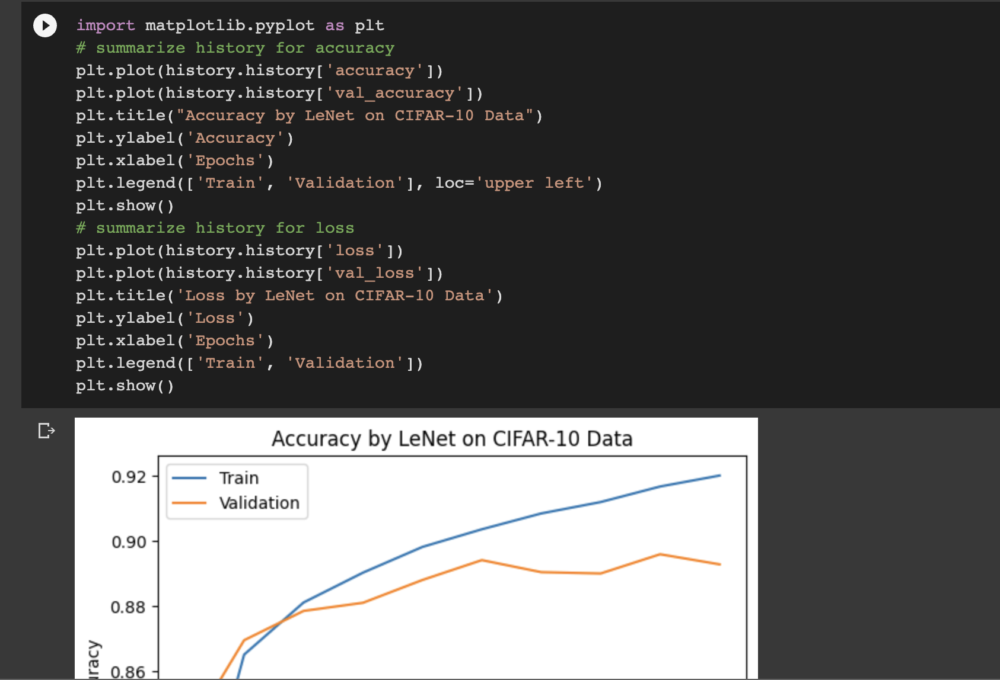 import matplotlib.pyplot as plt
# summarize history for accuracy
plt.plot(history.history['accuracy'])
plt.plot(history.history['val_accuracy'])
plt.title("Accuracy by LeNet on CIFAR-10 Data")
plt.ylabel('Accuracy')
plt.xlabel('Epochs')
plt.legend(['Train', 'Validation'], loc='upper left')
plt.show()
# summarize history for loss
plt.plot(history.history['loss'])
plt.plot(history.history['val_loss'])
plt.title('Loss by LeNet on CIFAR-10 Data')
plt.ylabel('Loss')
plt.xlabel('Epochs')
plt.legend(['Train', 'Validation'])
plt.show()
Accuracy by LeNet on CIFAR-10 Data
Train
Validation
0.92
0.90
0.88
0.86